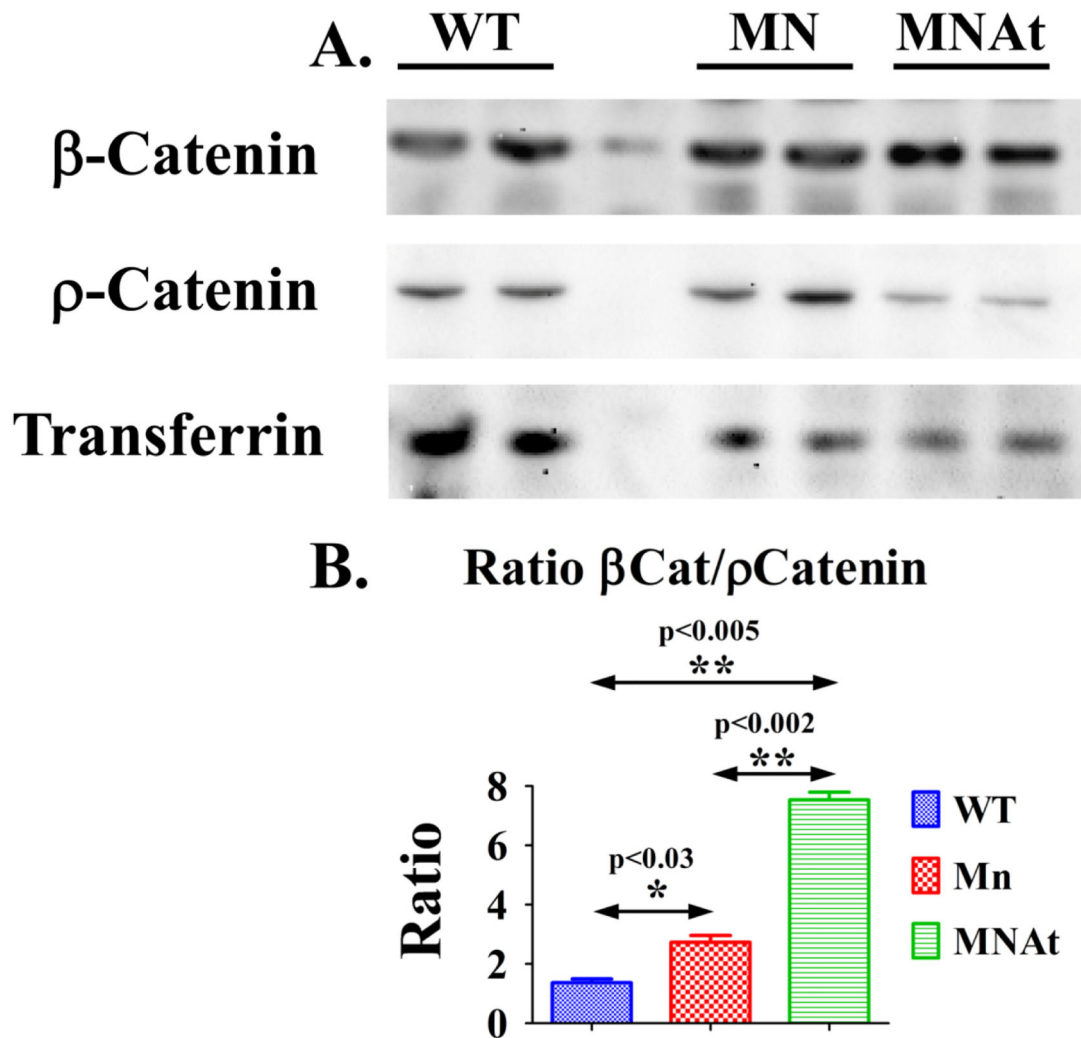 A. WT MN MNAt
β-Catenin
ρ-Catenin
Transferrin
B. Ratio βCat/ρCatenin
p<0.005
**
p<0.002
**
p<0.03
*
Ratio
8
6
4
2
0
WT
Mn
MNAt